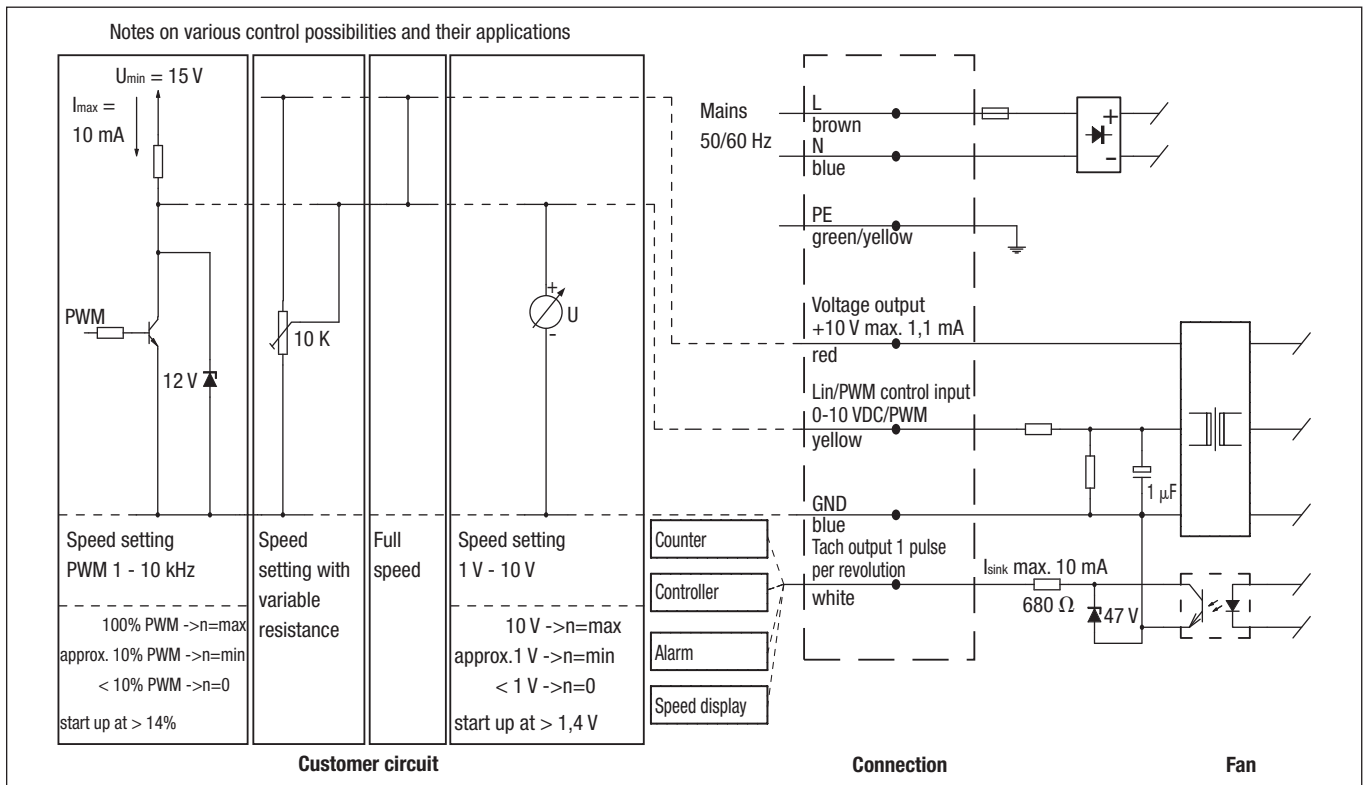 Notes on various control possibilities and their applications
Umin = 15 V
Imax =
10 mA
PWM
12 V
10 K
+
U
-
Speed setting
PWM 1 - 10 kHz
100% PWM ->n=max
approx. 10% PWM ->n=min
< 10% PWM ->n=0
start up at > 14%
Speed
setting with
variable
resistance
Full
speed
Speed setting
1 V - 10 V
10 V ->n=max
approx.1 V ->n=min
< 1 V ->n=0
start up at > 1,4 V
Customer circuit
Counter
Controller
Alarm
Speed display
Mains
50/60 Hz
L
brown
N
blue
PE
green/yellow
Voltage output
+10 V max. 1,1 mA
red
Lin/PWM control input
0-10 VDC/PWM
yellow
GND
blue
Tach output 1 pulse
per revolution
white
Connection
+
-
1 µF
Isink max. 10 mA
680 Ω
47 V
Fan